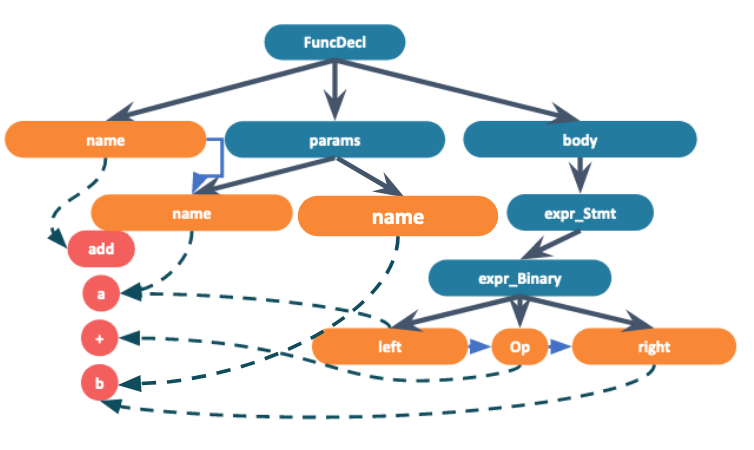 FuncDecl
name
params
body
name
name
expr_Stmt
add
expr_Binary
a
+
left
Op
right
b